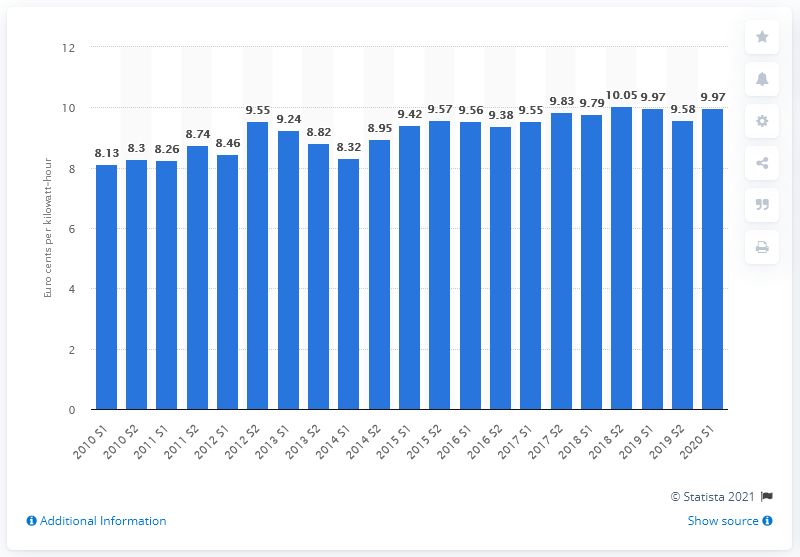 12
10
8
6
4
2
0
Euro cents per kilowatt-hour
8.13 8.3 8.26 8.74 8.46 9.55 9.24 8.82 8.32 8.95 9.42 9.57 9.56 9.38 9.55 9.83 9.79 10.05 9.97 9.58 9.97
2010 S1 2010 S2 2011 S1 2011 S2 2012 S1 2012 S2 2013 S1 2013 S2 2014 S1 2014 S2 2015 S1 2015 S2 2016 S1 2016 S2 2017 S1 2017 S2 2018 S1 2018 S2 2019 S1 2019 S2 2020 S1
© Statista 2021
Additional Information
Show source